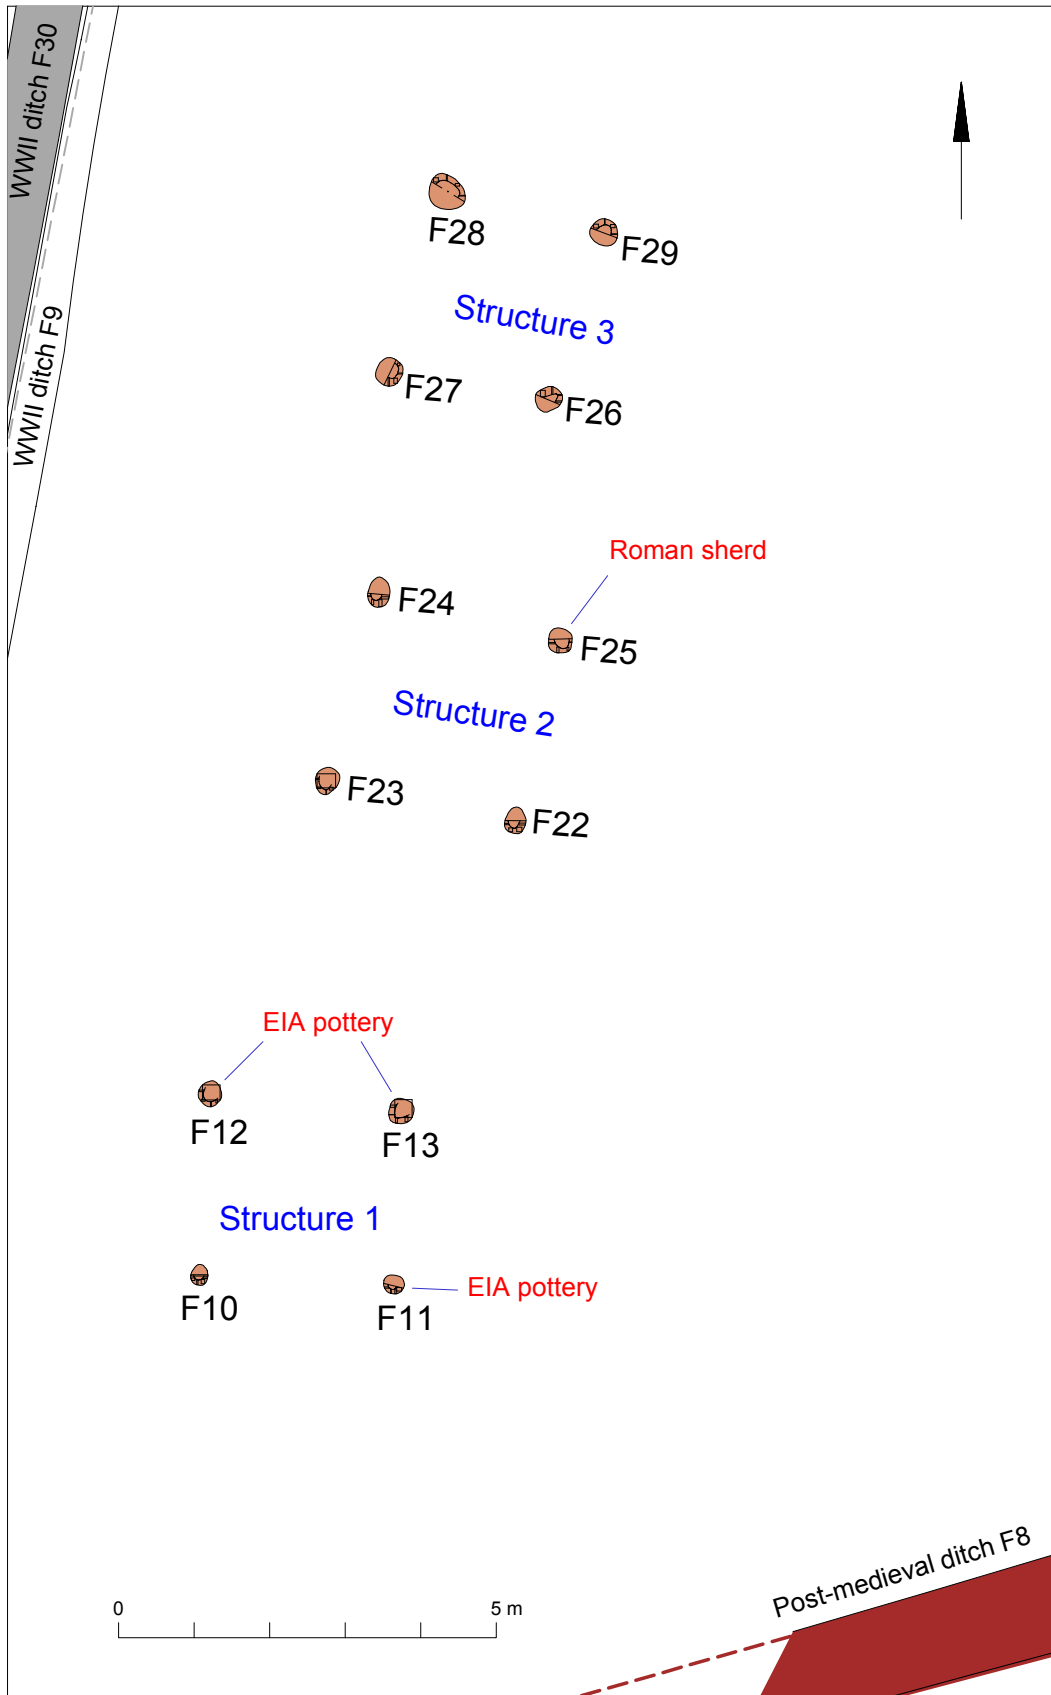 WWII ditch F30
WWII ditch F9
F28
F29
Structure 3
F27
F26
Roman sherd
F24
F25
Structure 2
F23
F22
EIA pottery
F12
F13
Structure 1
F10
F11
EIA pottery
Post-medieval ditch F8
0
5 m